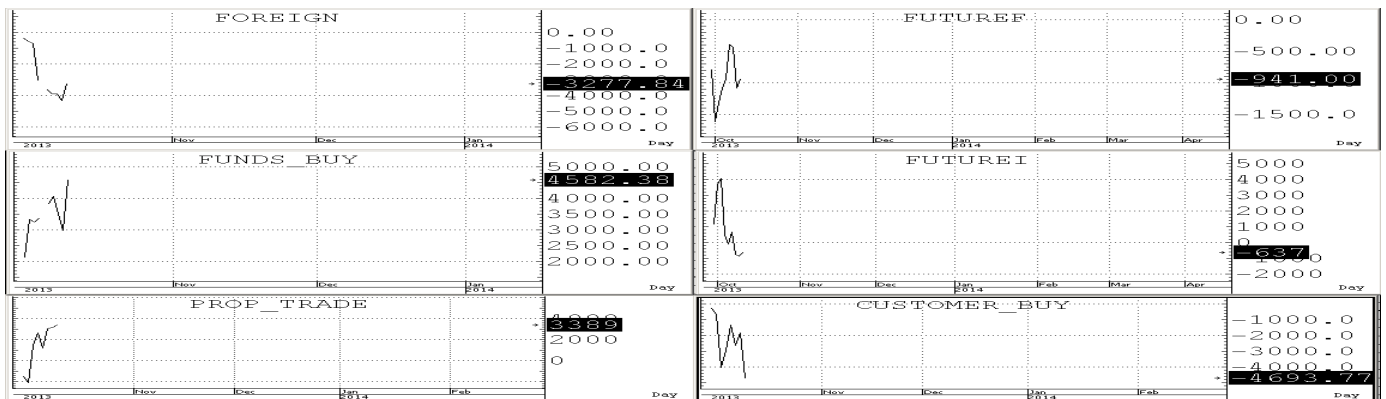 FOREIGN
0.00
-1000.0
-2000.0
-3277.84
-4000.0
-5000.0
-6000.0
Nov
Dec
Jan
2013
2014
Day
FUTUREF
0.00
-500.00
-941.00
-1500.0
Oct
Nov
Dec
Jan
Feb
Mar
Apr
2013
2014
Day
FUNDS_BUY
5000.00
4582.38
4000.00
3500.00
3000.00
2500.00
2000.00
Nov
Dec
Jan
2013
2014
Day
FUTUREI
5000
4000
3000
2000
1000
0
-637
-1000
-2000
Oct
Nov
Dec
Jan
Feb
Mar
Apr
2013
2014
Day
PROP_TRADE
4000
3389
2000
0
Nov
Dec
Jan
Feb
2013
2014
Day
CUSTOMER_BUY
-1000.0
-2000.0
-3000.0
-4000.0
-4693.77
Nov
Dec
Jan
Feb
2013
2014
Day